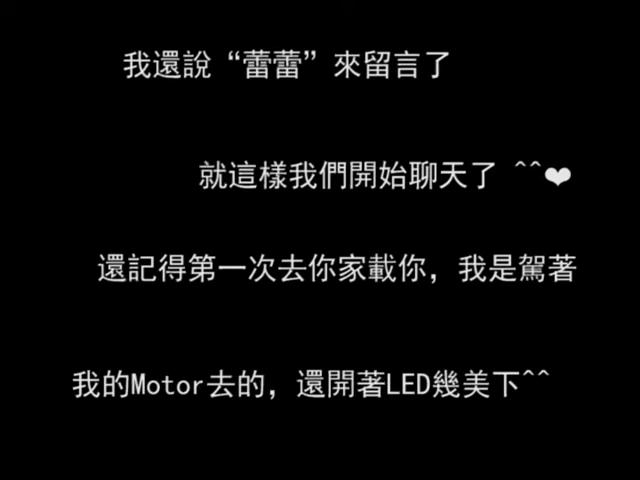 我還說“蕾蕾”來留言了
就這樣我們開始聊天了 ^^❤
還記得第一次去你家載你，我是駕著
我的Motor去的，還開著LED幾美下^^